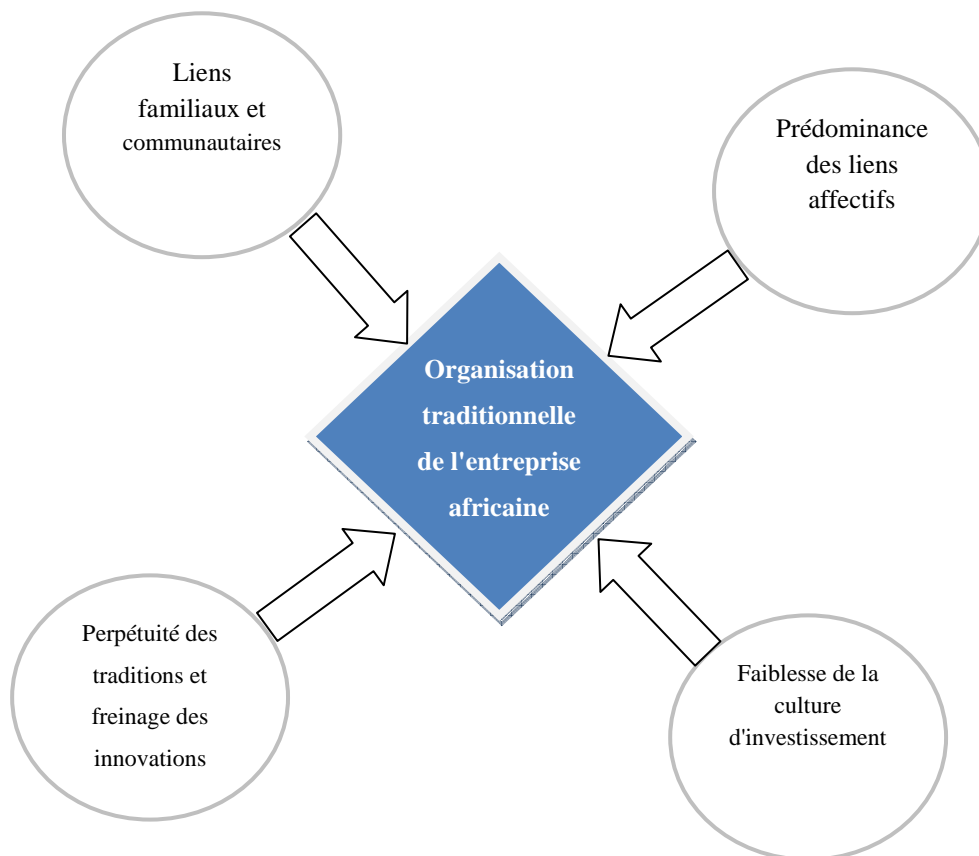 Liens
familiaux et
communautaires
Prédominance
des liens
affectifs
Organisation
traditionnelle
de l'entreprise
africaine
Perpétuité des
traditions et
freinage des
innovations
Faiblesse de la
culture
d'investissement